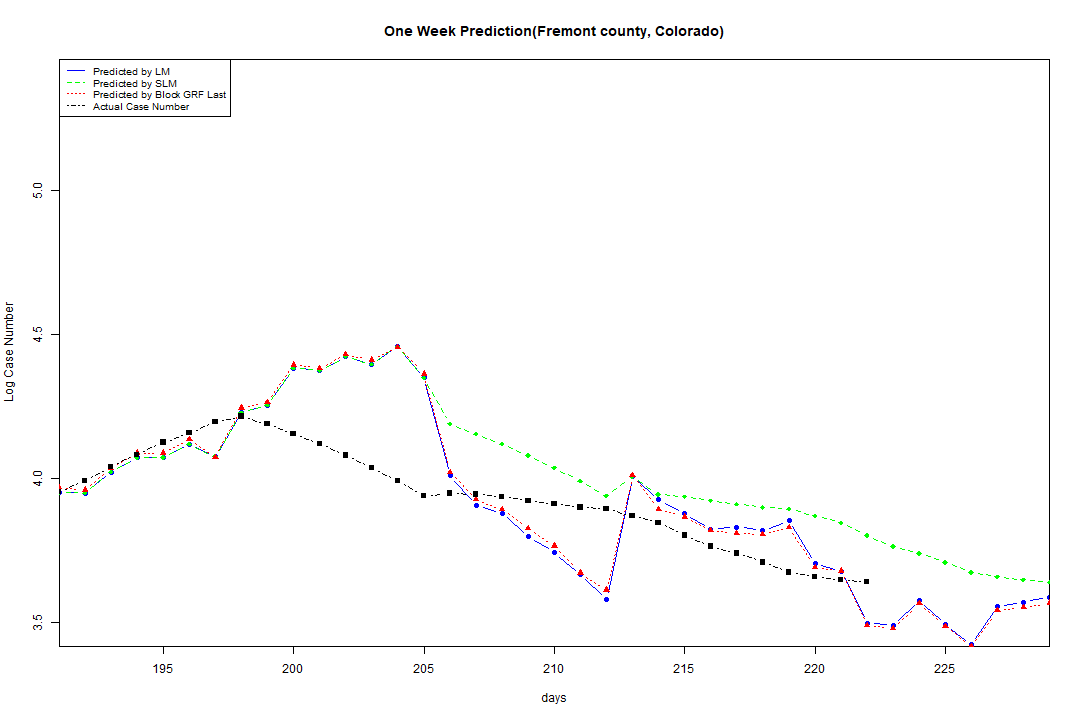 One Week Prediction(Fremont county, Colorado)
Predicted by LM
Predicted by SLM
Predicted by Block GRF Last
Actual Case Number
5.0
4.5
4.0
3.5
Log Case Number
195 200 205 210 215 220 225
days